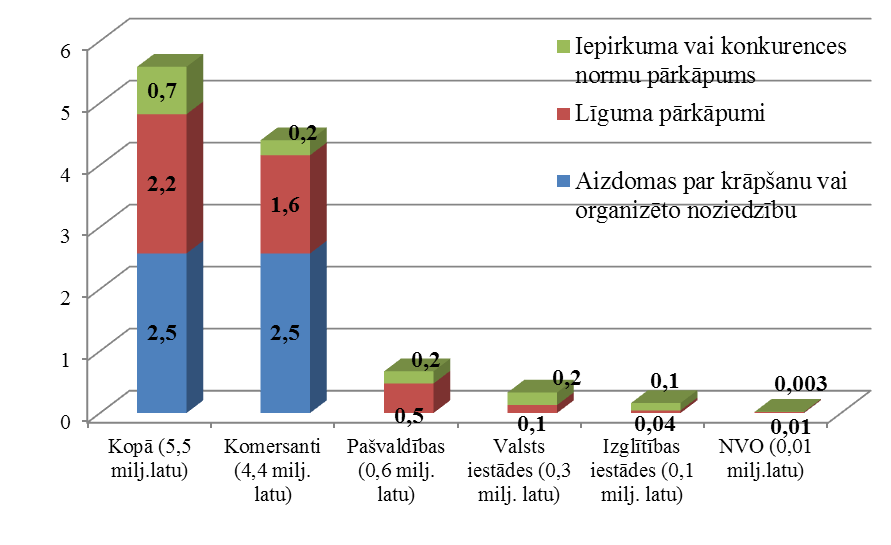 6
5
4
3
2
1
0
Iepirkuma vai konkurences
normu pārkāpums
Līguma pārkāpumi
Aizdomas par krāpšanu vai
organizēto noziedzību
0,7
2,2
2,5
0,2
1,6
2,5
0,2
0,5
0,2
0,1
0,1
0,04
0,003
0,01
Kopā (5,5
milj.latu)
Komersanti
(4,4 milj.
latu)
Pašvaldības
(0,6 milj.
latu)
Valsts
iestādes (0,3
milj. latu)
Izglītības
iestādes (0,1
milj. latu)
NVO (0,01
milj.latu)